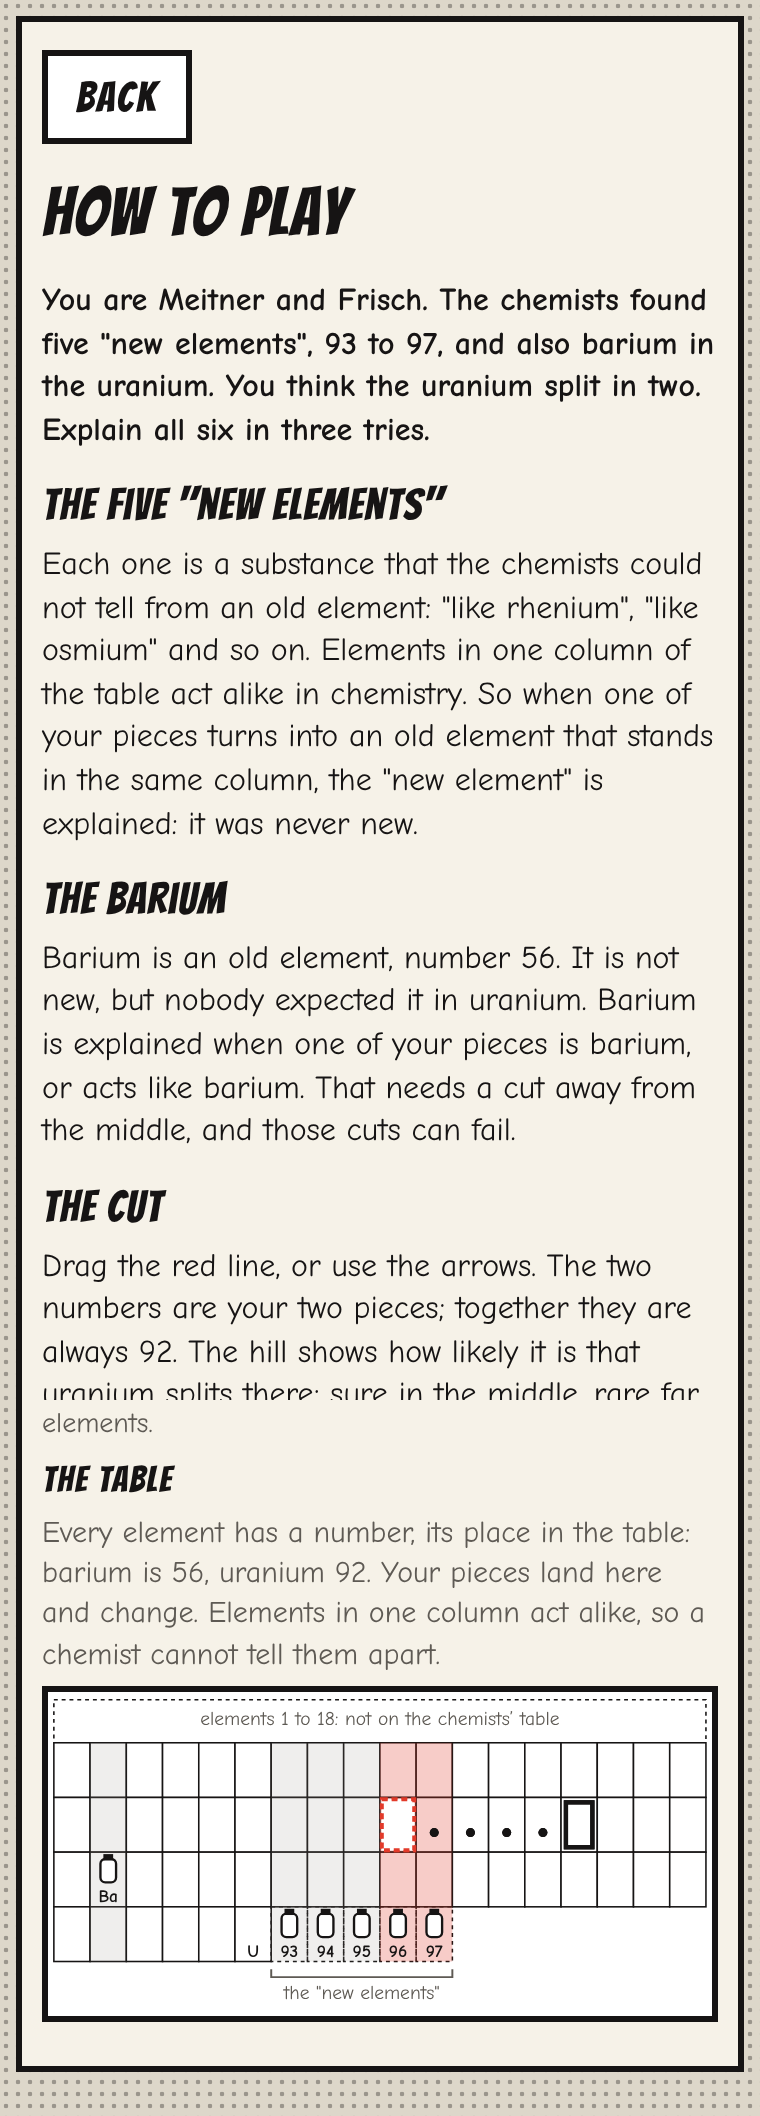 BACK
HOW TO PLAY
You are Meitner and Frisch. The chemists found
five "new elements", 93 to 97, and also barium in
the uranium. You think the uranium split in two.
Explain all six in three tries.
THE FIVE "NEW ELEMENTS"
Each one is a substance that the chemists could
not tell from an old element: "like rhenium", "like
osmium" and so on. Elements in one column of
the table act alike in chemistry. So when one of
your pieces turns into an old element that stands
in the same column, the "new element" is
explained: it was never new.
THE BARIUM
Barium is an old element, number 56. It is not
new, but nobody expected it in uranium. Barium
is explained when one of your pieces is barium,
or acts like barium. That needs a cut away from
the middle, and those cuts can fail.
THE CUT
Drag the red line, or use the arrows. The two
numbers are your two pieces; together they are
always 92. The hill shows how likely it is that
uranium splits there: sure in the middle, rare far
elements.
THE TABLE
Every element has a number, its place in the table:
barium is 56, uranium 92. Your pieces land here
and change. Elements in one column act alike, so a
chemist cannot tell them apart.
elements 1 to 18: not on the chemists' table
Ba
U 93 94 95 96 97
the "new elements"